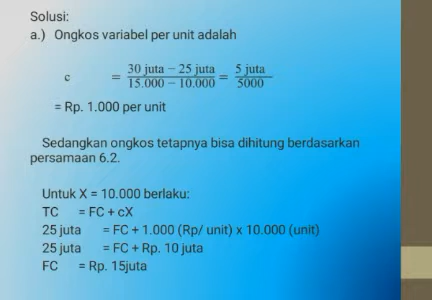 Solusi:
a.) Ongkos variabel per unit adalah
c = 30 juta − 25 juta / 15.000 − 10.000 = 5 juta / 5000
= Rp. 1.000 per unit
Sedangkan ongkos tetapnya bisa dihitung berdasarkan
persamaan 6.2.
Untuk X = 10.000 berlaku:
TC = FC + cX
25 juta = FC + 1.000 (Rp/ unit) x 10.000 (unit)
25 juta = FC + Rp. 10 juta
FC = Rp. 15juta